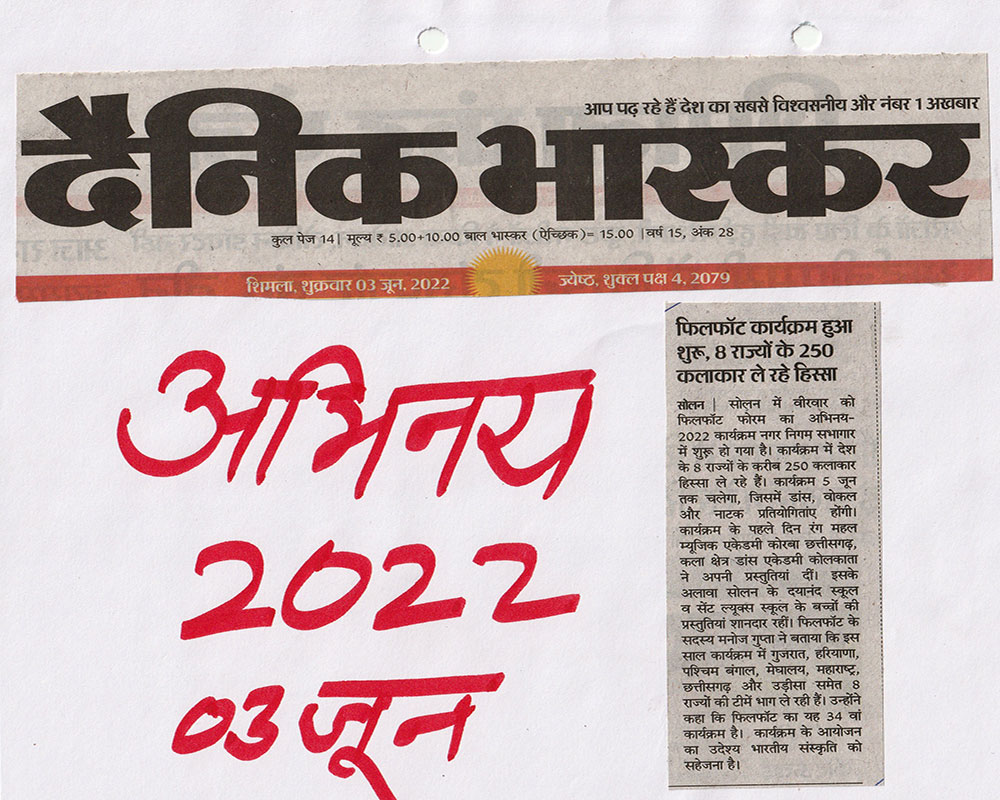 आप पढ़ रहे हैं देश का सबसे विश्वसनीय और नंबर 1 अखबार
दैनिक भास्कर
कुल पेज 14| मूल्य ₹ 5.00+10.00 बाल भास्कर (ऐच्छिक)= 15.00 |वर्ष 15, अंक 28
शिमला, शुक्रवार 03 जून, 2022
ज्येष्ठ, शुक्ल पक्ष 4, 2079
अभिनय
2022
03 जून
फिलफॉट कार्यक्रम हुआ
शुरू, 8 राज्यों के 250
कलाकार ले रहे हिस्सा
सोलन | सोलन में वीरवार को
फिलफॉट फोरम का अभिनय-
2022 कार्यक्रम नगर निगम सभागार
में शुरू हो गया है। कार्यक्रम में देश
के 8 राज्यों के करीब 250 कलाकार
हिस्सा ले रहे हैं। कार्यक्रम 5 जून
तक चलेगा, जिसमें डांस, वोकल
और नाटक प्रतियोगिताएं होंगी।
कार्यक्रम के पहले दिन रंग महल
म्यूजिक एकेडमी कोरबा छत्तीसगढ़,
कला क्षेत्र डांस एकेडमी कोलकाता
ने अपनी प्रस्तुतियां दीं। इसके
अलावा सोलन के दयानंद स्कूल
व सेंट ल्यूक्स स्कूल के बच्चों की
प्रस्तुतियां शानदार रहीं। फिलफॉट के
सदस्य मनोज गुप्ता ने बताया कि इस
साल कार्यक्रम में गुजरात, हरियाणा,
पश्चिम बंगाल, मेघालय, महाराष्ट्र,
छत्तीसगढ़ और उड़ीसा समेत 8
राज्यों की टीमें भाग ले रही हैं। उन्होंने
कहा कि फिलफॉट का यह 34 वां
कार्यक्रम है। कार्यक्रम के आयोजन
का उदेश्य भारतीय संस्कृति को
सहेजना है।